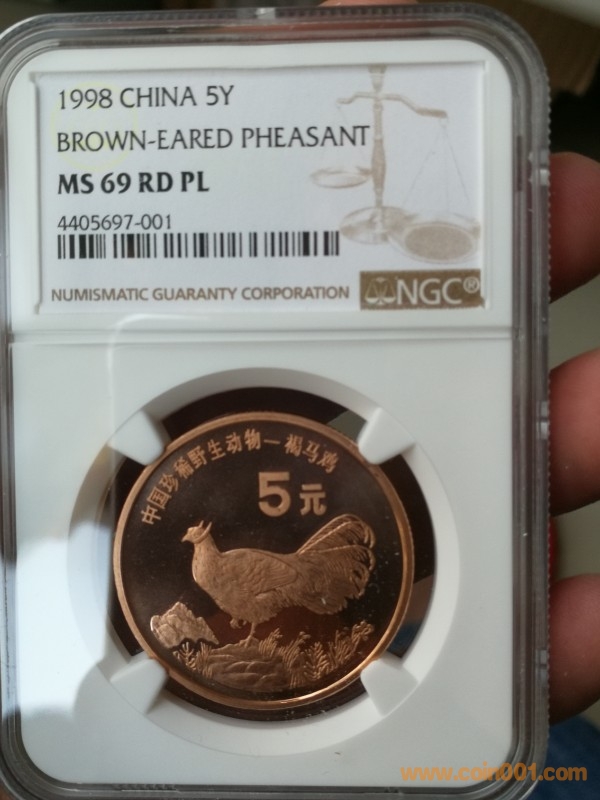 1998 CHINA 5Y
BROWN-EARED PHEASANT
MS 69 RD PL
4405697-001
NUMISMATIC GUARANTY CORPORATION
NGC®
中国珍稀野生动物—褐马鸡
5元
www.coin001.com